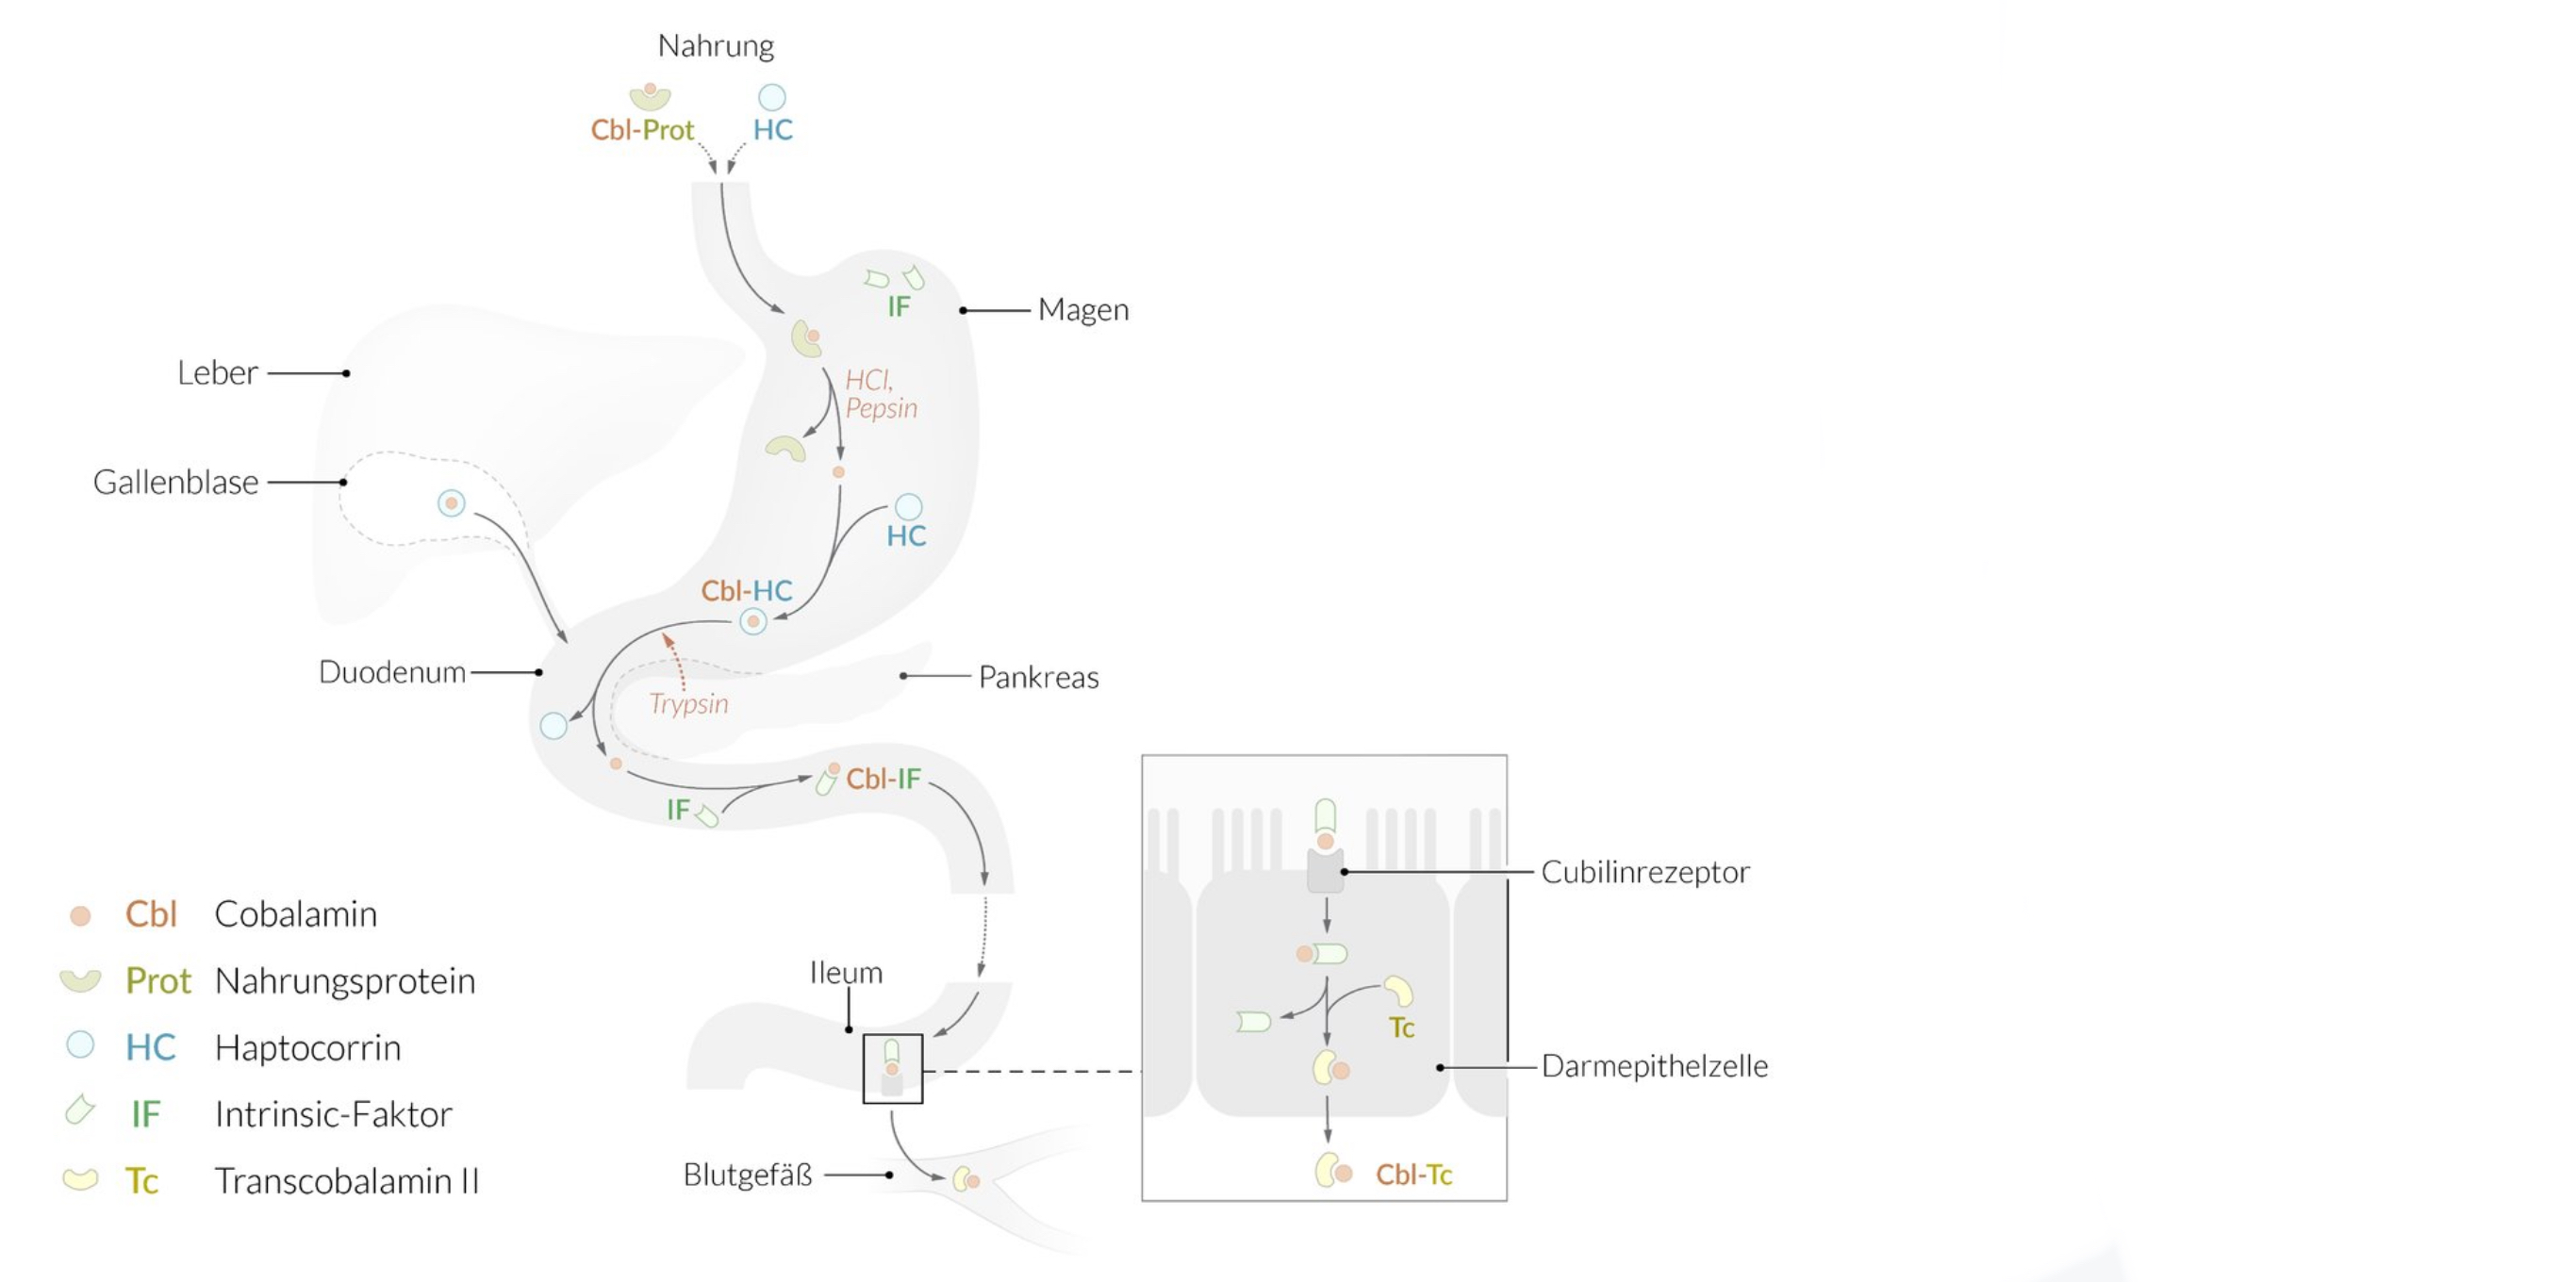 Nahrung
Cbl-Prot
HC
IF
Magen
Leber
HCl,
Pepsin
Gallenblase
HC
Cbl-HC
Duodenum
Pankreas
Trypsin
Cbl-IF
IF
Cubilinrezeptor
Cbl Cobalamin
Ileum
Prot Nahrungsprotein
Tc
HC Haptocorrin
Darmepithelzelle
IF Intrinsic-Faktor
Blutgefäß
Cbl-Tc
Tc Transcobalamin II